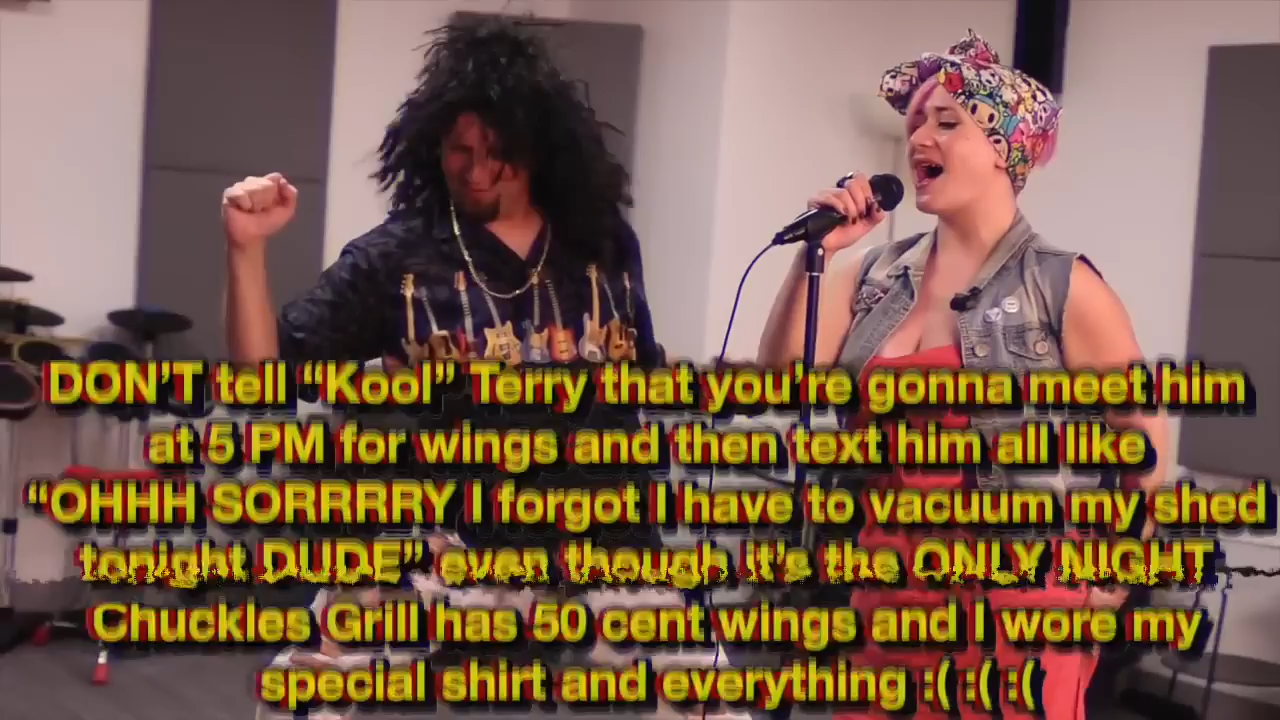 DON’T tell “Kool” Terry that you’re gonna meet him
at 5 PM for wings and then text him all like
“OHHH SORRRRY I forgot I have to vacuum my shed
tonight DUDE” even though it’s the ONLY NIGHT
Chuckles Grill has 50 cent wings and I wore my
special shirt and everything :( :( :(